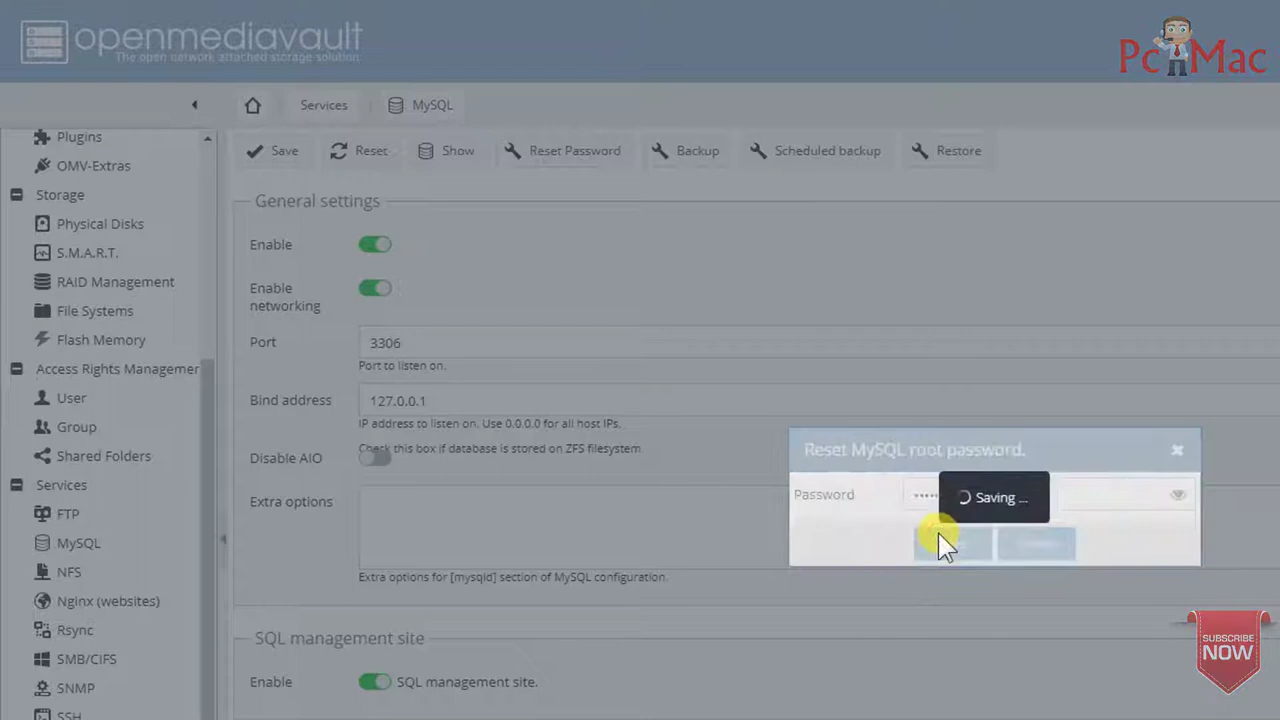 openmediavault
The open network attached storage solution.
Pc Mac
Services
MySQL
Plugins
OMV-Extras
Storage
Physical Disks
S.M.A.R.T.
RAID Management
File Systems
Flash Memory
Access Rights Managemer
User
Group
Shared Folders
Services
FTP
MySQL
NFS
Nginx (websites)
Rsync
SMB/CIFS
SNMP
SSH
Save
Reset
Show
Reset Password
Backup
Scheduled backup
Restore
General settings
Enable
Enable
networking
Port
3306
Port to listen on.
Bind address
127.0.0.1
IP address to listen on. Use 0.0.0.0 for all host IPs.
Disable AIO
Check this box if database is stored on ZFS filesystem.
Extra options
Extra options for [mysqld] section of MySQL configuration.
SQL management site
Enable
SQL management site.
Reset MySQL root password.
Password
•••••
Saving ...
SUBSCRIBE
NOW